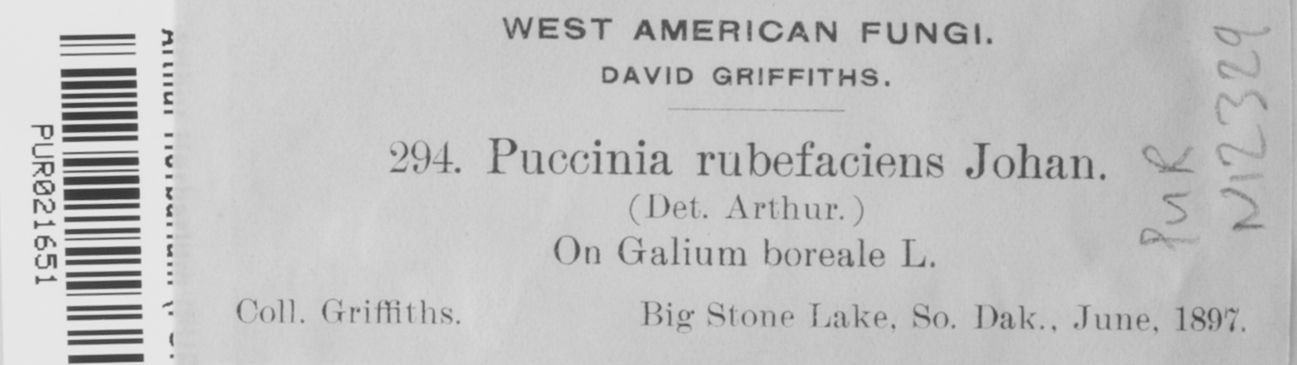 WEST AMERICAN FUNGI.
DAVID GRIFFITHS.
294. Puccinia rubefaciens Johan.
(Det. Arthur.)
On Galium boreale L.
Coll. Griffiths.
Big Stone Lake, So. Dak., June, 1897.
PUR
N12329
PUR021651